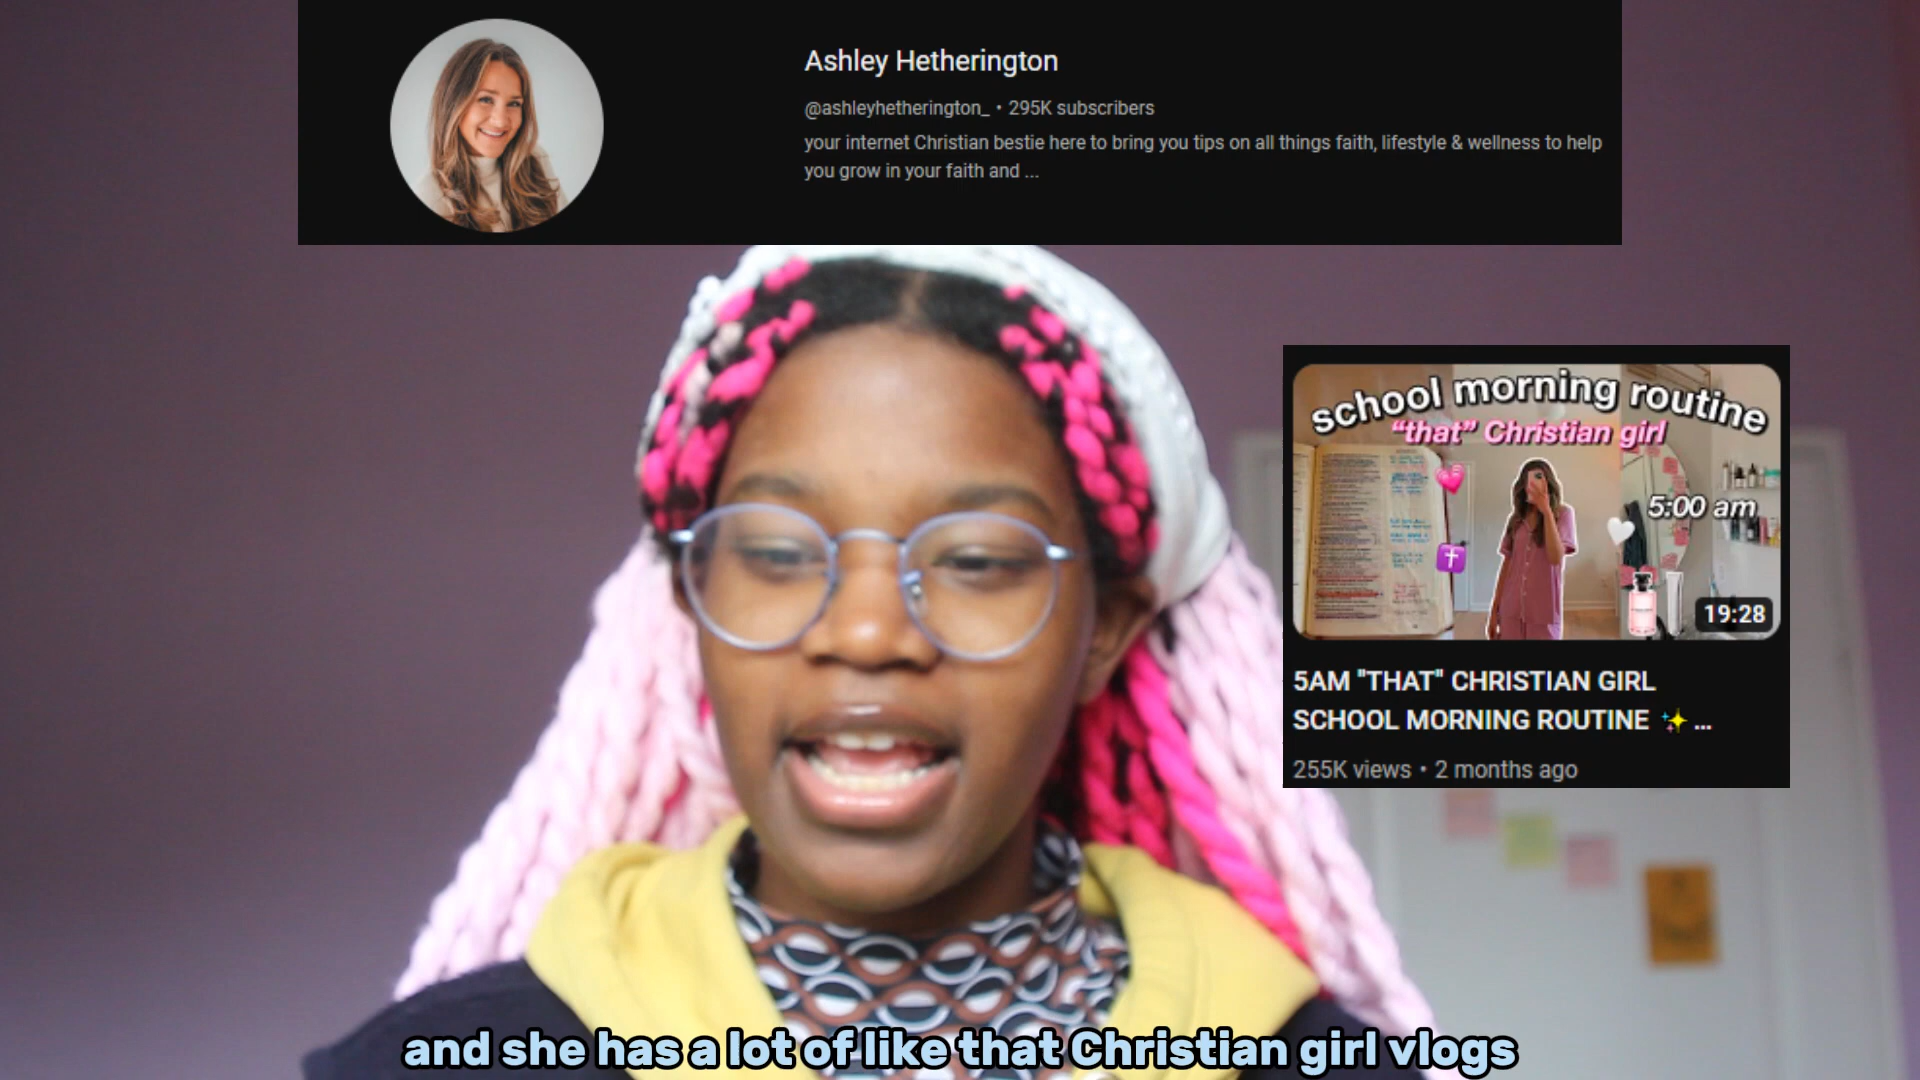 Ashley Hetherington
@ashleyhetherington_ • 295K subscribers
your internet Christian bestie here to bring you tips on all things faith, lifestyle & wellness to help
you grow in your faith and ...
school morning routine
“that” Christian girl
5:00 am
19:28
5AM "THAT" CHRISTIAN GIRL
SCHOOL MORNING ROUTINE ✨ ...
255K views • 2 months ago
and she has a lot of like that Christian girl vlogs